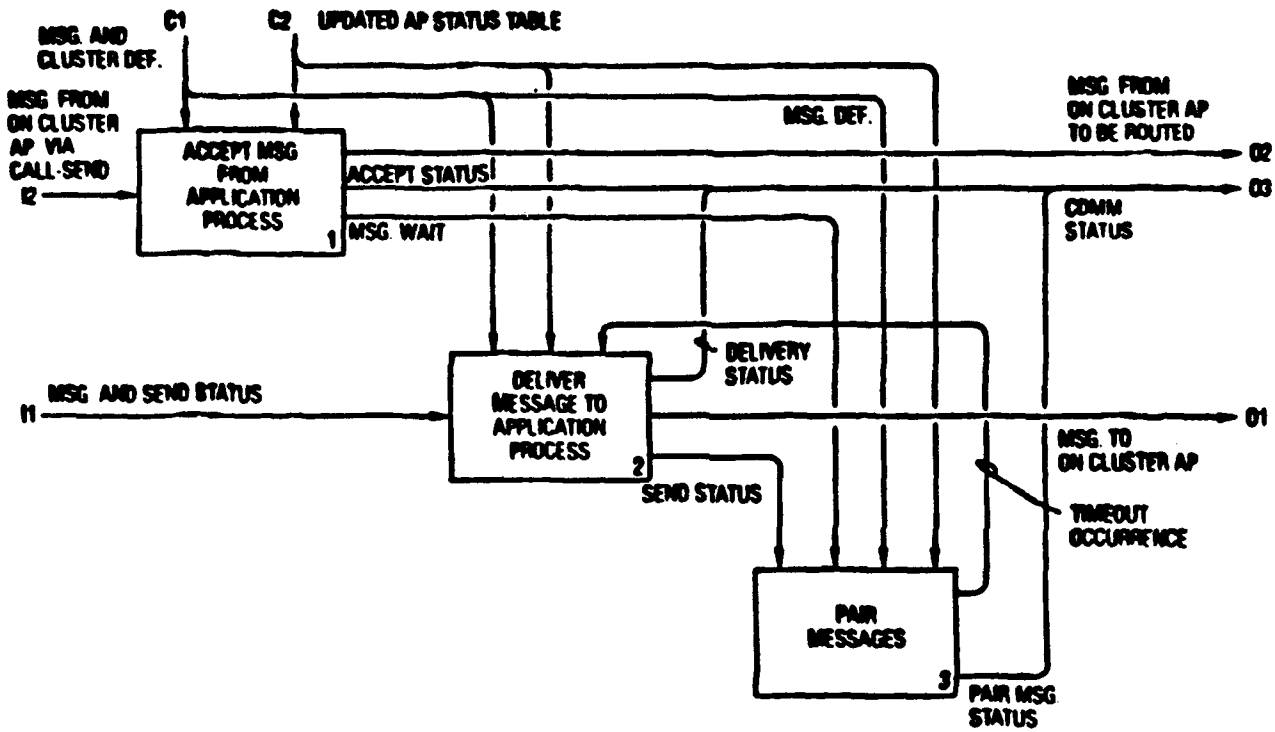 C1
C2 UPDATED AP STATUS TABLE
MSG. AND
CLUSTER DEF.
MSG FROM
ON CLUSTER
AP VIA
CALL-SEND
I2
ACCEPT MSG
FROM
APPLICATION
PROCESS
1
MSG. DEF.
MSG FROM
ON CLUSTER AP
TO BE ROUTED
O2
ACCEPT STATUS
O3
COMM
STATUS
MSG. WAIT
DELIVERY
STATUS
MSG AND SEND STATUS
I1
DELIVER
MESSAGE TO
APPLICATION
PROCESS
2
O1
MSG. TO
ON CLUSTER AP
SEND STATUS
TIMEOUT
OCCURRENCE
PAIR
MESSAGES
3
PAIR MSG
STATUS